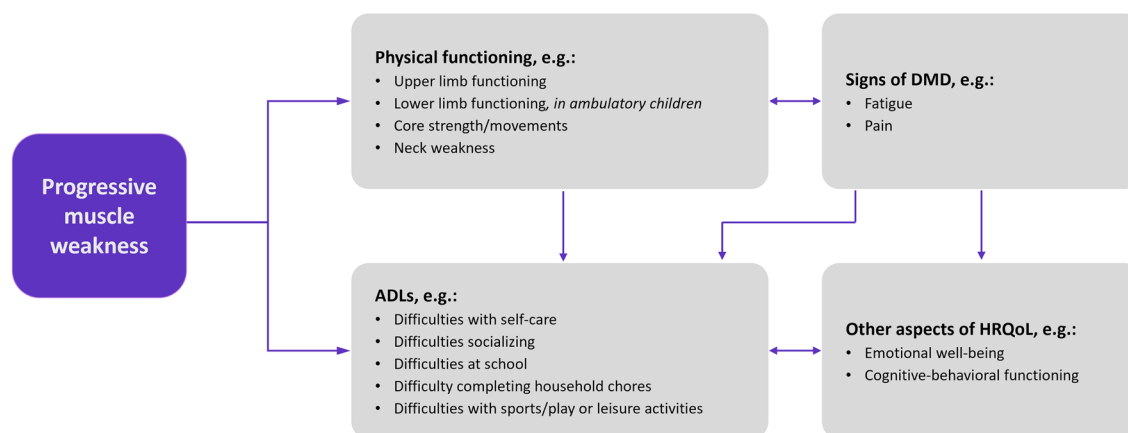 Progressive
muscle
weakness
Physical functioning, e.g.:
• Upper limb functioning
• Lower limb functioning, in ambulatory children
• Core strength/movements
• Neck weakness
Signs of DMD, e.g.:
• Fatigue
• Pain
ADLs, e.g.:
• Difficulties with self-care
• Difficulties socializing
• Difficulties at school
• Difficulty completing household chores
• Difficulties with sports/play or leisure activities
Other aspects of HRQoL, e.g.:
• Emotional well-being
• Cognitive-behavioral functioning